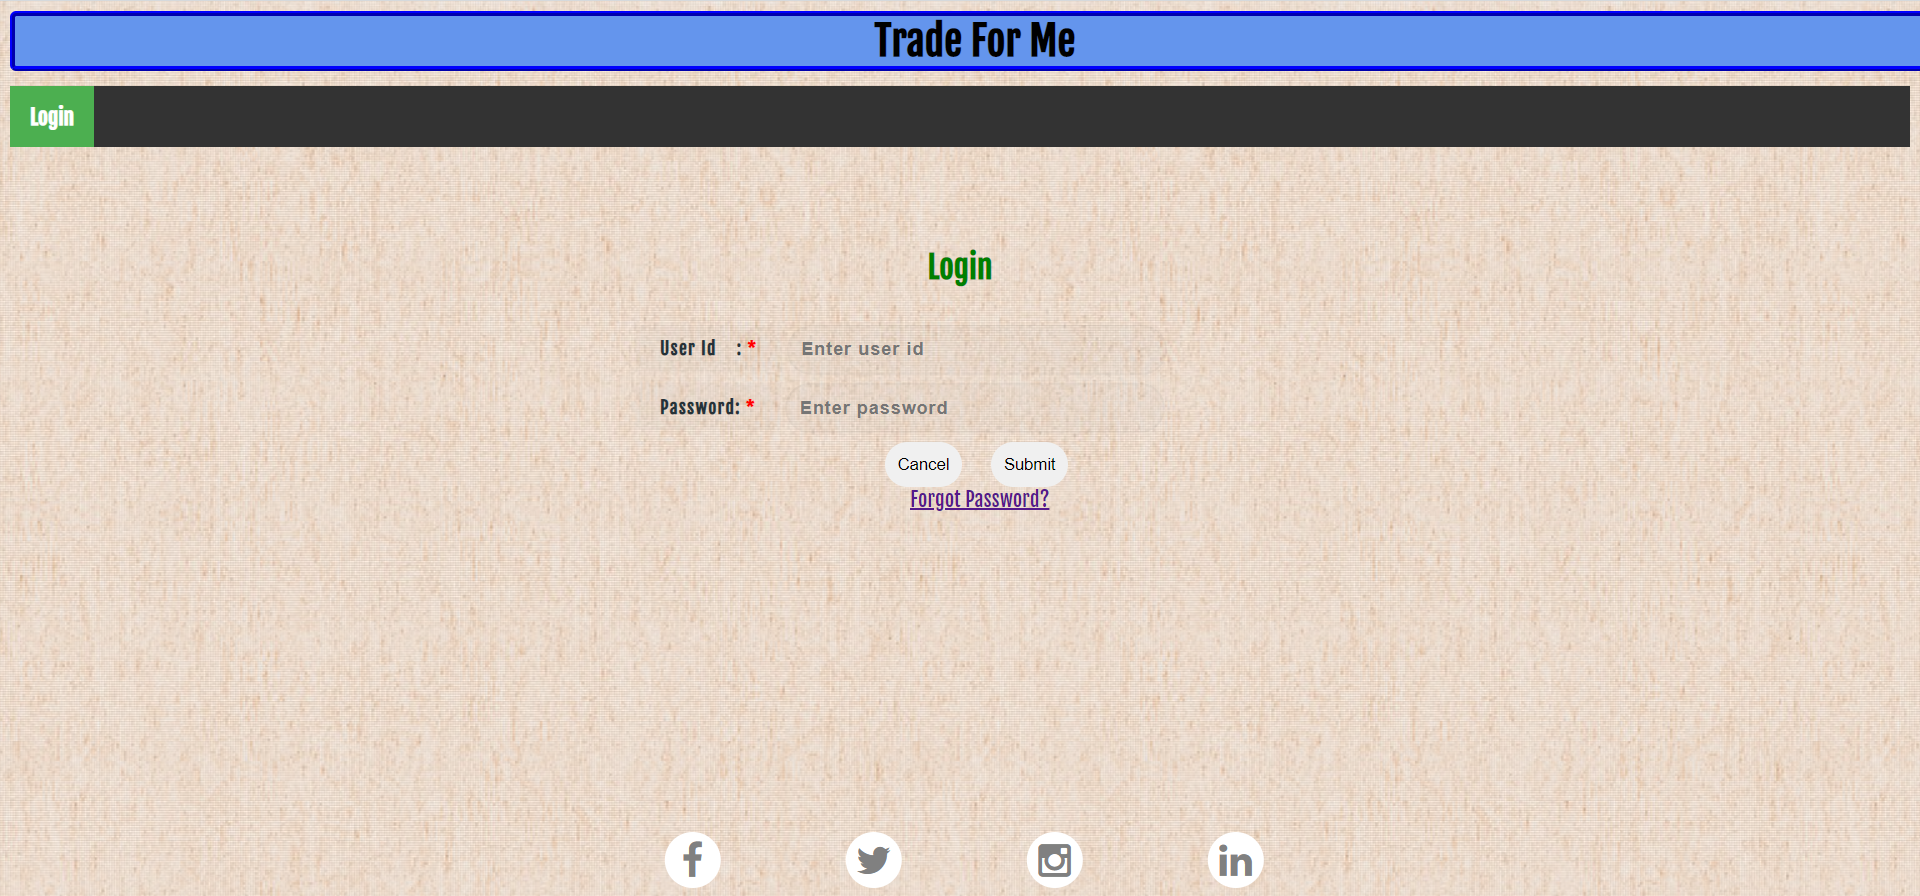 Trade For Me
Login
Login
User Id : * Enter user id
Password: * Enter password
Cancel Submit
Forgot Password?